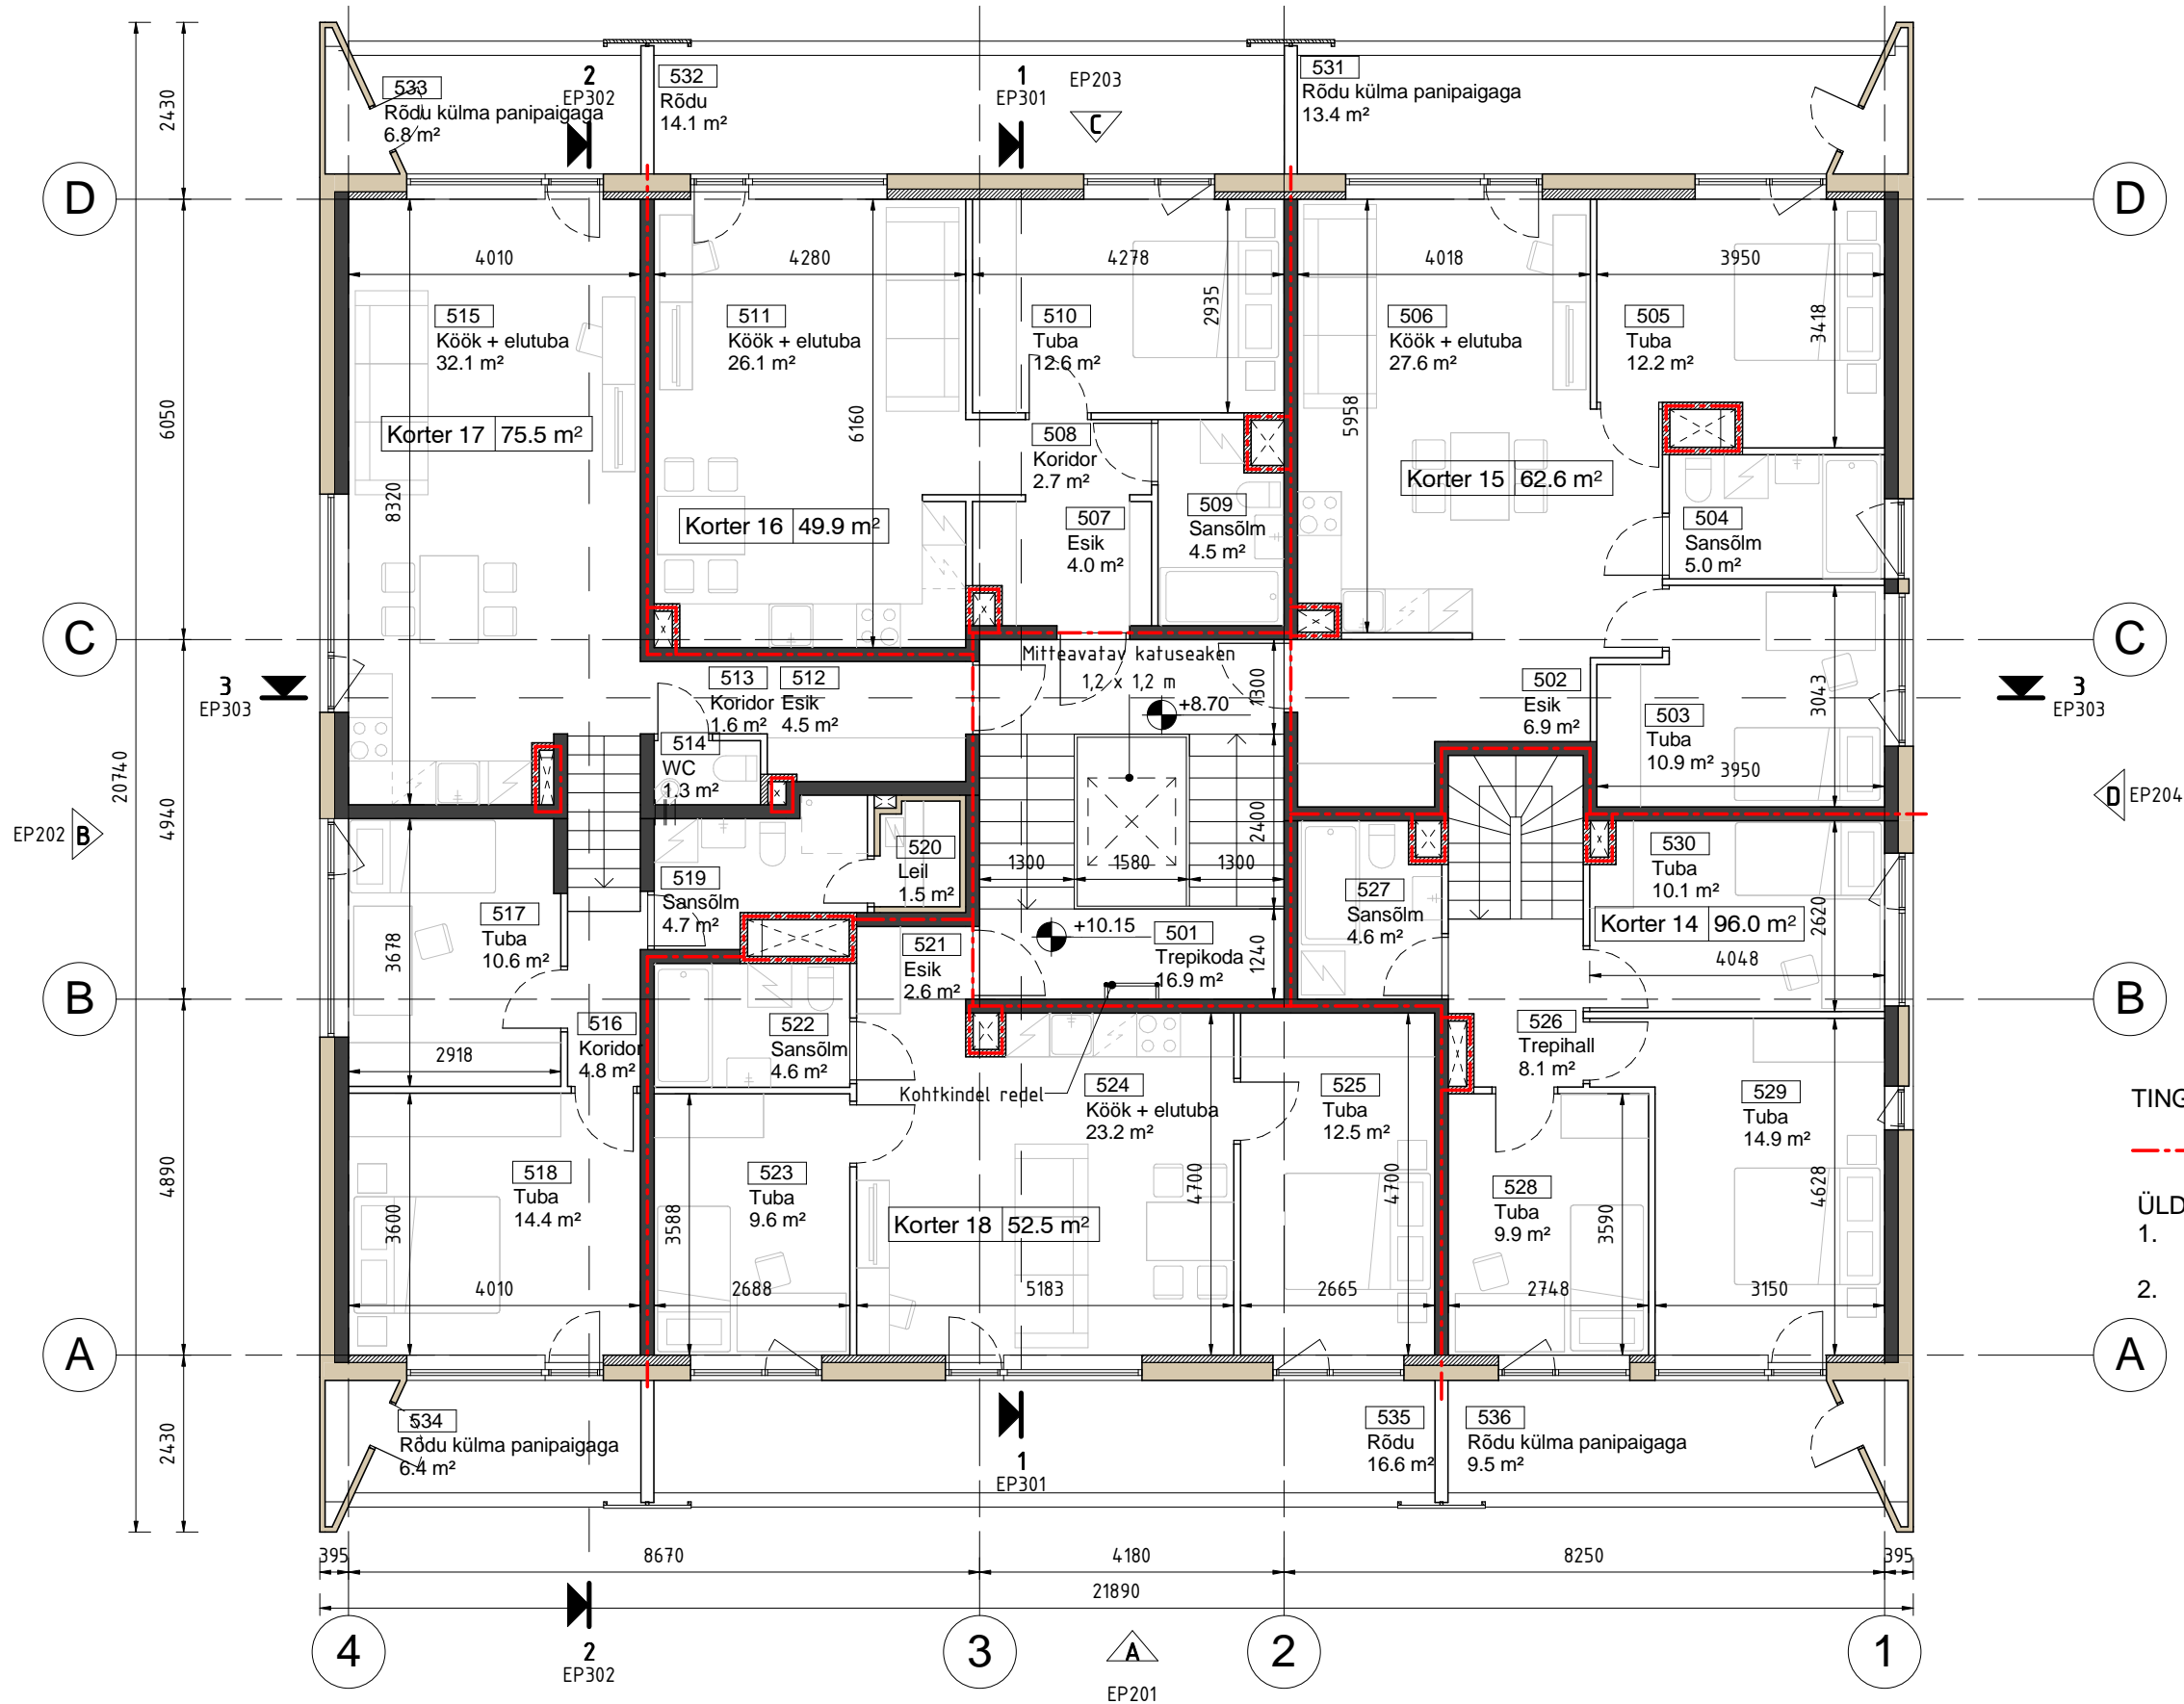 533
Rõdu külma panipaigaga
6.8 m²
2
EP302
532
Rõdu
14.1 m²
1
EP301
EP203
C
531
Rõdu külma panipaigaga
13.4 m²
2430
D
D
4010
4280
4278
4018
3950
2935
3418
515
Köök + elutuba
32.1 m²
511
Köök + elutuba
26.1 m²
510
Tuba
12.6 m²
506
Köök + elutuba
27.6 m²
505
Tuba
12.2 m²
6050
6160
5958
8320
Korter 17 75.5 m²
508
Koridor
2.7 m²
Korter 15 62.6 m²
Korter 16 49.9 m²
507
Esik
4.0 m²
509
Sansõlm
4.5 m²
504
Sansõlm
5.0 m²
C
C
Mitteavatav katuseaken
1,2 x 1,2 m
1300
3
EP303
513
Koridor
1.6 m²
512
Esik
4.5 m²
+8.70
502
Esik
6.9 m²
503
Tuba
10.9 m²
3043
3950
3
EP303
514
WC
1.3 m²
20740
4940
EP202 B
D EP204
2400
1300
1580
1300
520
Leil
1.5 m²
519
Sansõlm
4.7 m²
527
Sansõlm
4.6 m²
530
Tuba
10.1 m²
Korter 14 96.0 m²
2620
4048
517
Tuba
10.6 m²
3678
521
Esik
2.6 m²
+10.15
501
Trepikoda
16.9 m²
1240
B
B
516
Koridor
4.8 m²
2918
522
Sansõlm
4.6 m²
526
Trepihall
8.1 m²
Kohtkindel redel
524
Köök + elutuba
23.2 m²
525
Tuba
12.5 m²
529
Tuba
14.9 m²
TING
4890
518
Tuba
14.4 m²
3600
523
Tuba
9.6 m²
3588
4700
4700
528
Tuba
9.9 m²
3590
4628
Korter 18 52.5 m²
ÜLD
1.
2.
4010
2688
5183
2665
2748
3150
A
A
534
Rõdu külma panipaigaga
6.4 m²
2430
1
EP301
535
Rõdu
16.6 m²
536
Rõdu külma panipaigaga
9.5 m²
395
8670
4180
8250
395
21890
4
2
EP302
3
A
EP201
2
1